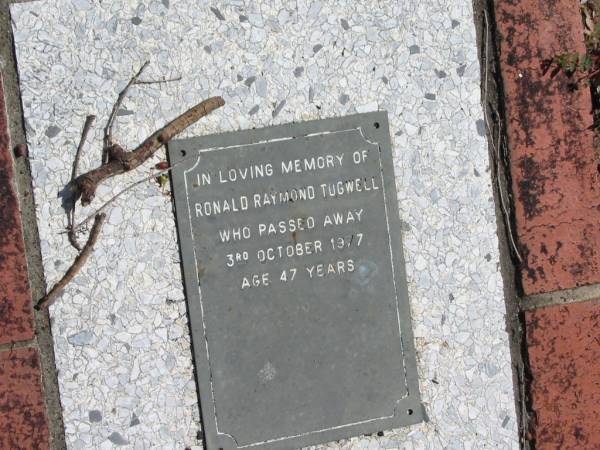 IN LOVING MEMORY OF
RONALD RAYMOND TUGWELL
WHO PASSED AWAY
3RD OCTOBER 1977
AGE 47 YEARS